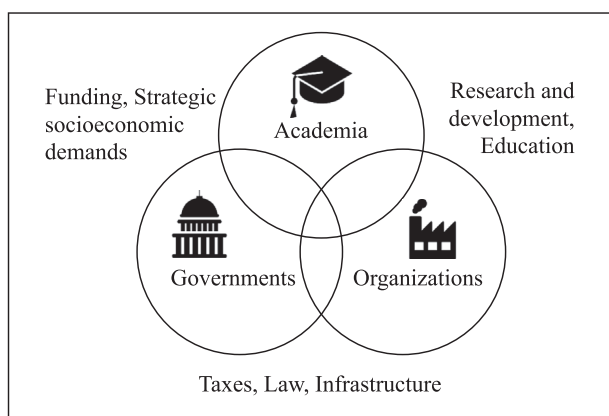 Funding, Strategic
socioeconomic
demands
Academia
Research and
development,
Education
Governments
Organizations
Taxes, Law, Infrastructure